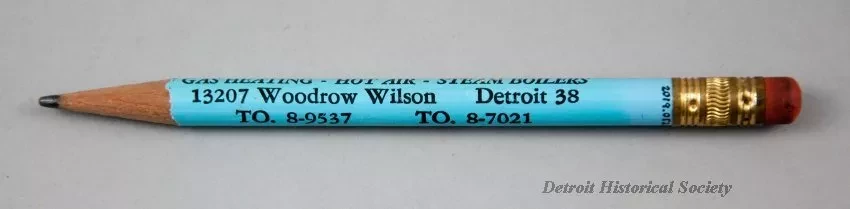 GAS HEATING - HOT AIR - STEAM BOILERS
13207 Woodrow Wilson Detroit 38
TO. 8-9537 TO. 8-7021
Detroit Historical Society